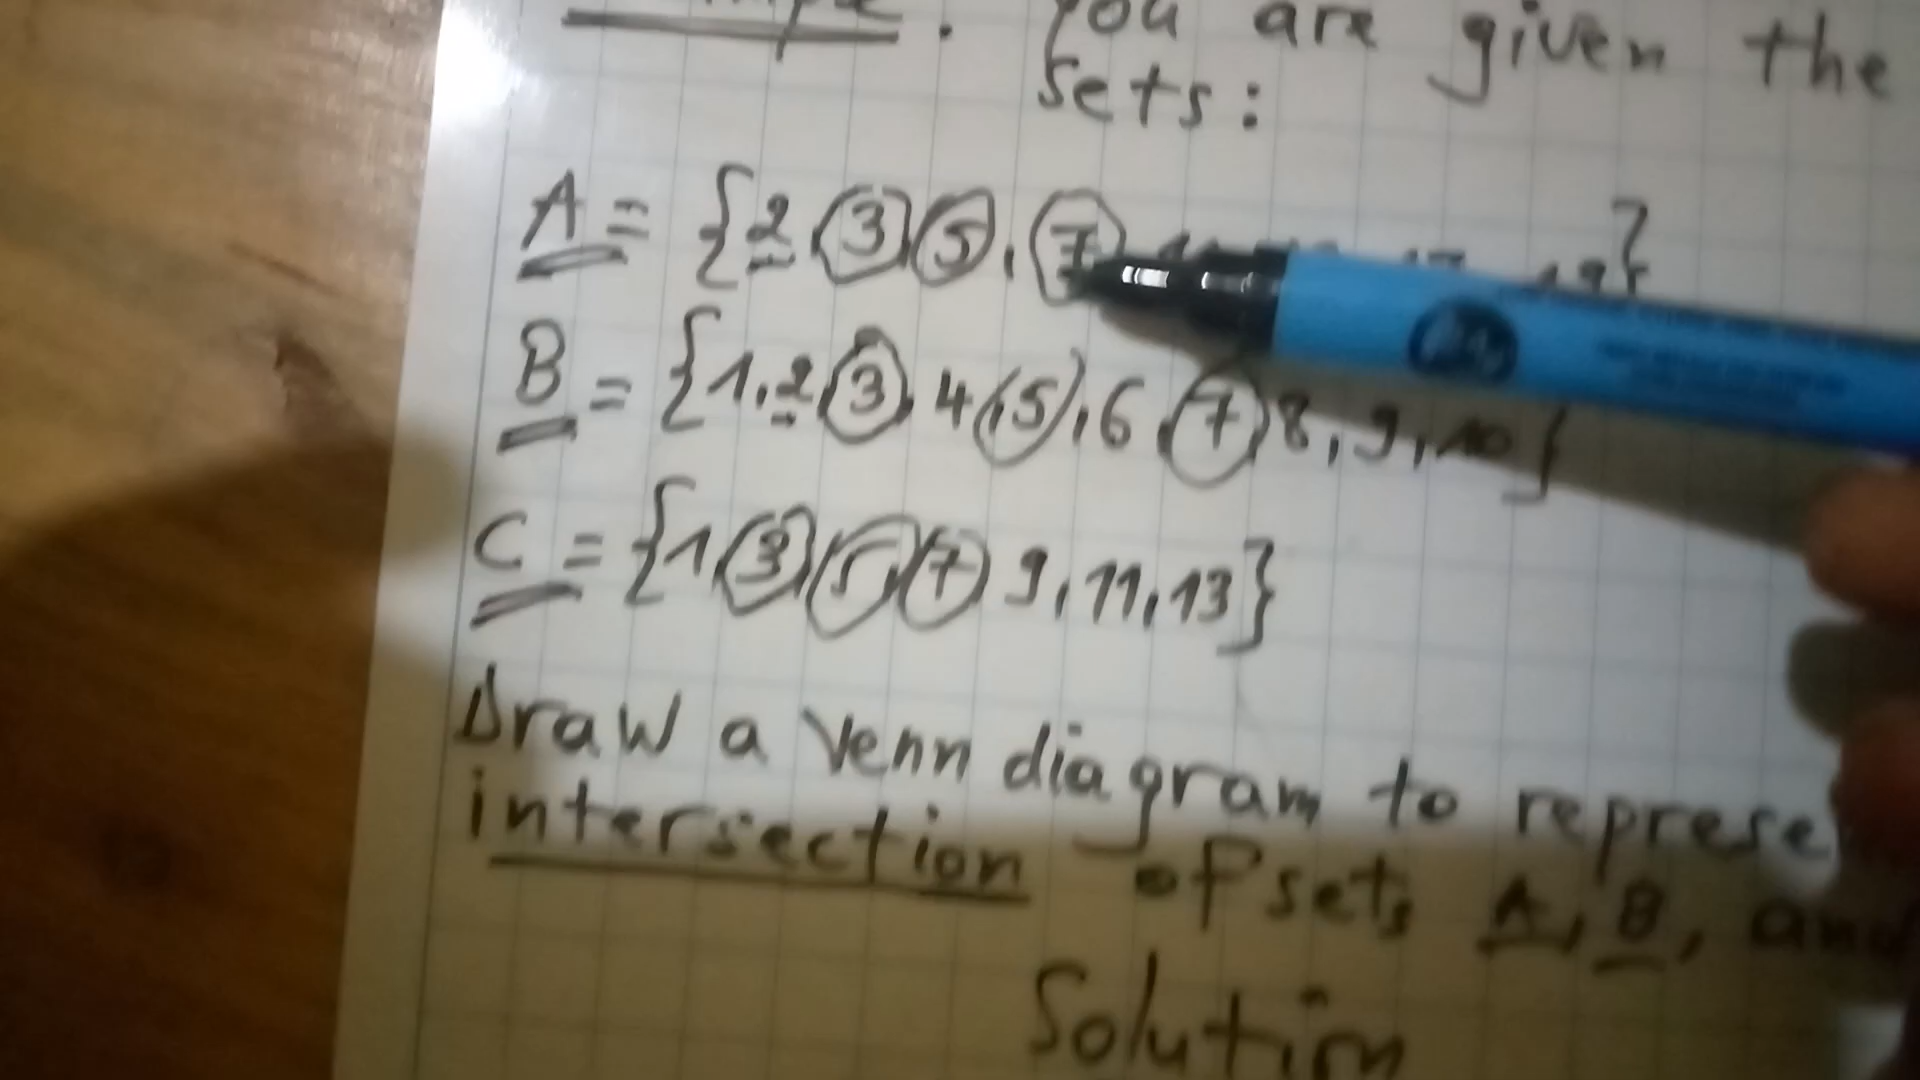 . You are given the
sets:
A = {2, 3, 5, 7
B = {1, 2, 3, 4, 5, 6, 7, 8, 9, 10}
C = {1, 3, 5, 7, 9, 11, 13}
Draw a Venn diagram to represe
intersection of sets A, B, and
Solution